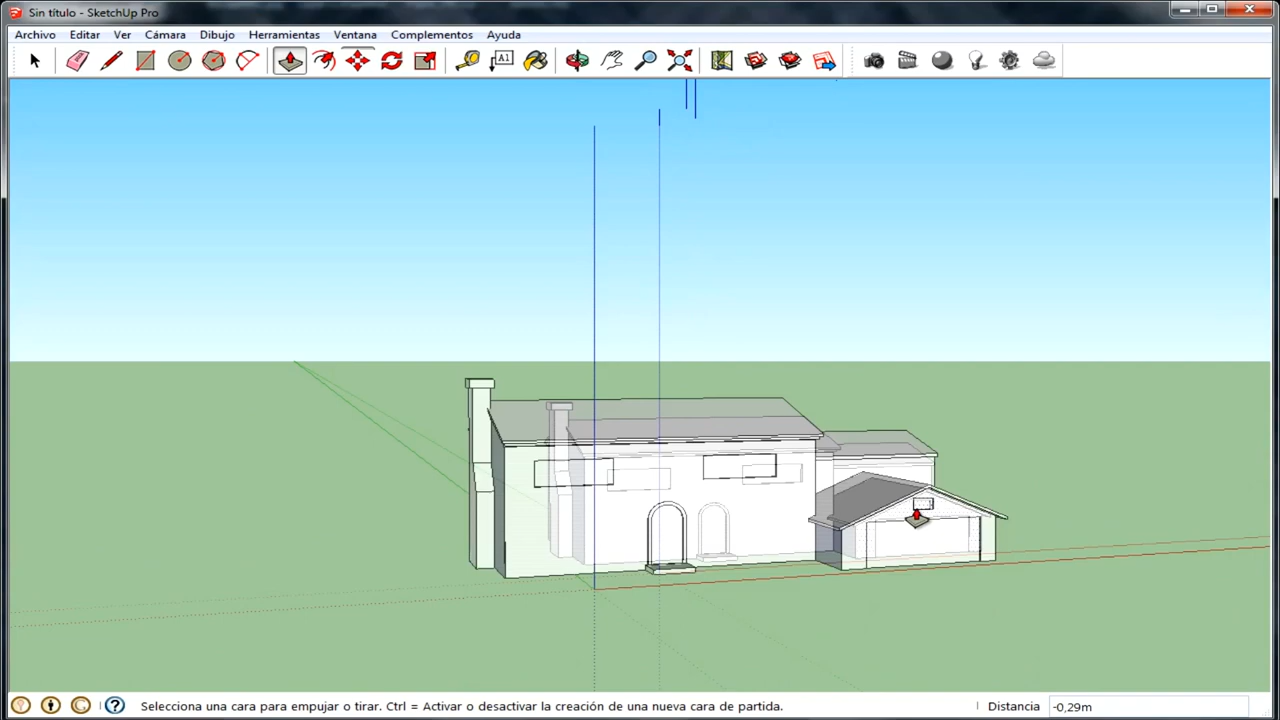 Sin título - SketchUp Pro
Archivo Editar Ver Cámara Dibujo Herramientas Ventana Complementos Ayuda
A1
Selecciona una cara para empujar o tirar. Ctrl = Activar o desactivar la creación de una nueva cara de partida. Distancia -0,29m